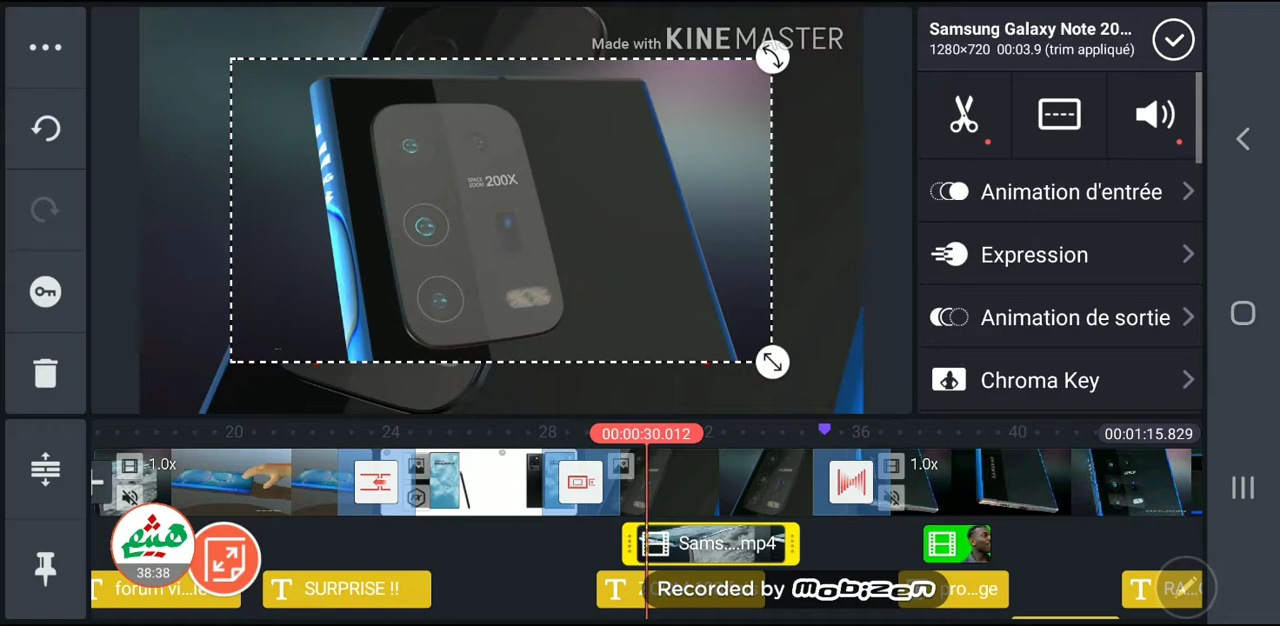 Made with KINEMASTER
Samsung Galaxy Note 20...
1280×720 00:03.9 (trim appliqué)
SPACE ZOOM 200X
Animation d'entrée
Expression
Animation de sortie
Chroma Key
20
24
28
00:00:30.012
36
40
00:01:15.829
1.0x
1.0x
Sams....mp4
38:38
SURPRISE !!
Recorded by mobizen
pro...ge